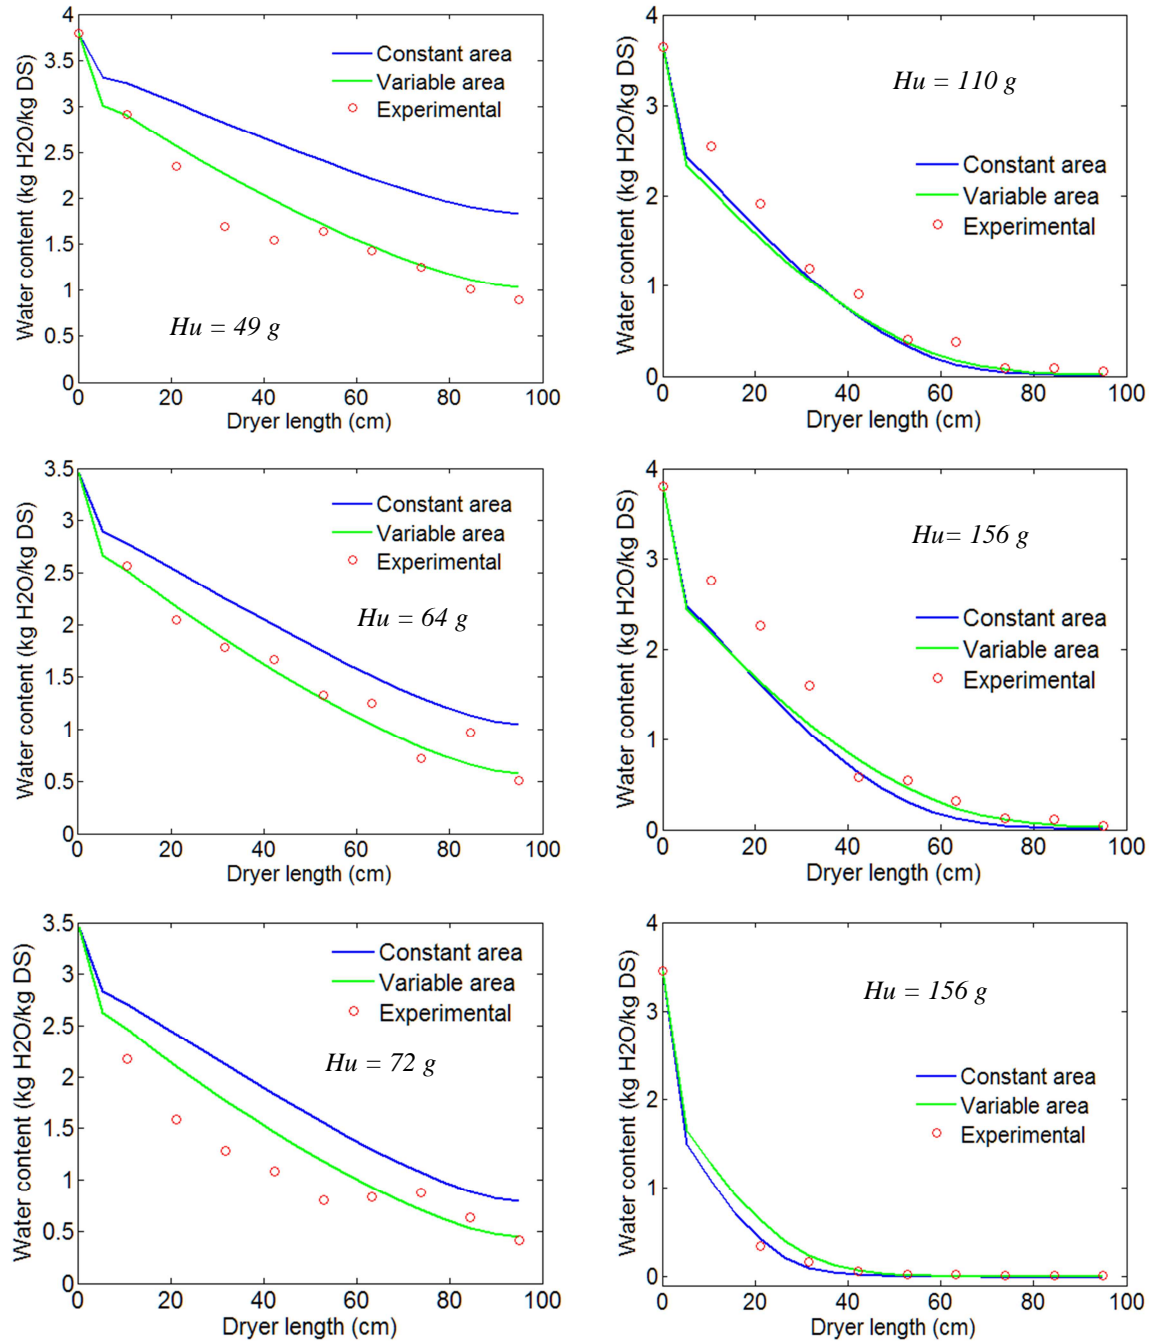 4
3.5
3
2.5
2
1.5
1
0.5
0
0 20 40 60 80 100
Water content (kg H2O/kg DS)
Dryer length (cm)
Constant area
Variable area
Experimental
Hu = 49 g
4
3
2
1
0
0 20 40 60 80 100
Water content (kg H2O/kg DS)
Dryer length (cm)
Hu = 110 g
Constant area
Variable area
Experimental
3.5
3
2.5
2
1.5
1
0.5
0
0 20 40 60 80 100
Water content (kg H2O/kg DS)
Dryer length (cm)
Constant area
Variable area
Experimental
Hu = 64 g
4
3
2
1
0
0 20 40 60 80 100
Water content (kg H2O/kg DS)
Dryer length (cm)
Hu= 156 g
Constant area
Variable area
Experimental
3.5
3
2.5
2
1.5
1
0.5
0
0 20 40 60 80 100
Water content (kg H2O/kg DS)
Dryer length (cm)
Constant area
Variable area
Experimental
Hu = 72 g
4
3
2
1
0
0 20 40 60 80 100
Water content (kg H2O/kg DS)
Dryer length (cm)
Hu = 156 g
Constant area
Variable area
Experimental